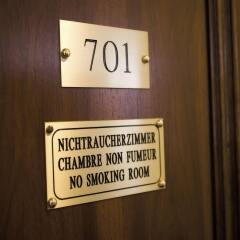 701
NICHTRAUCHERZIMMER
CHAMBRE NON FUMEUR
NO SMOKING ROOM